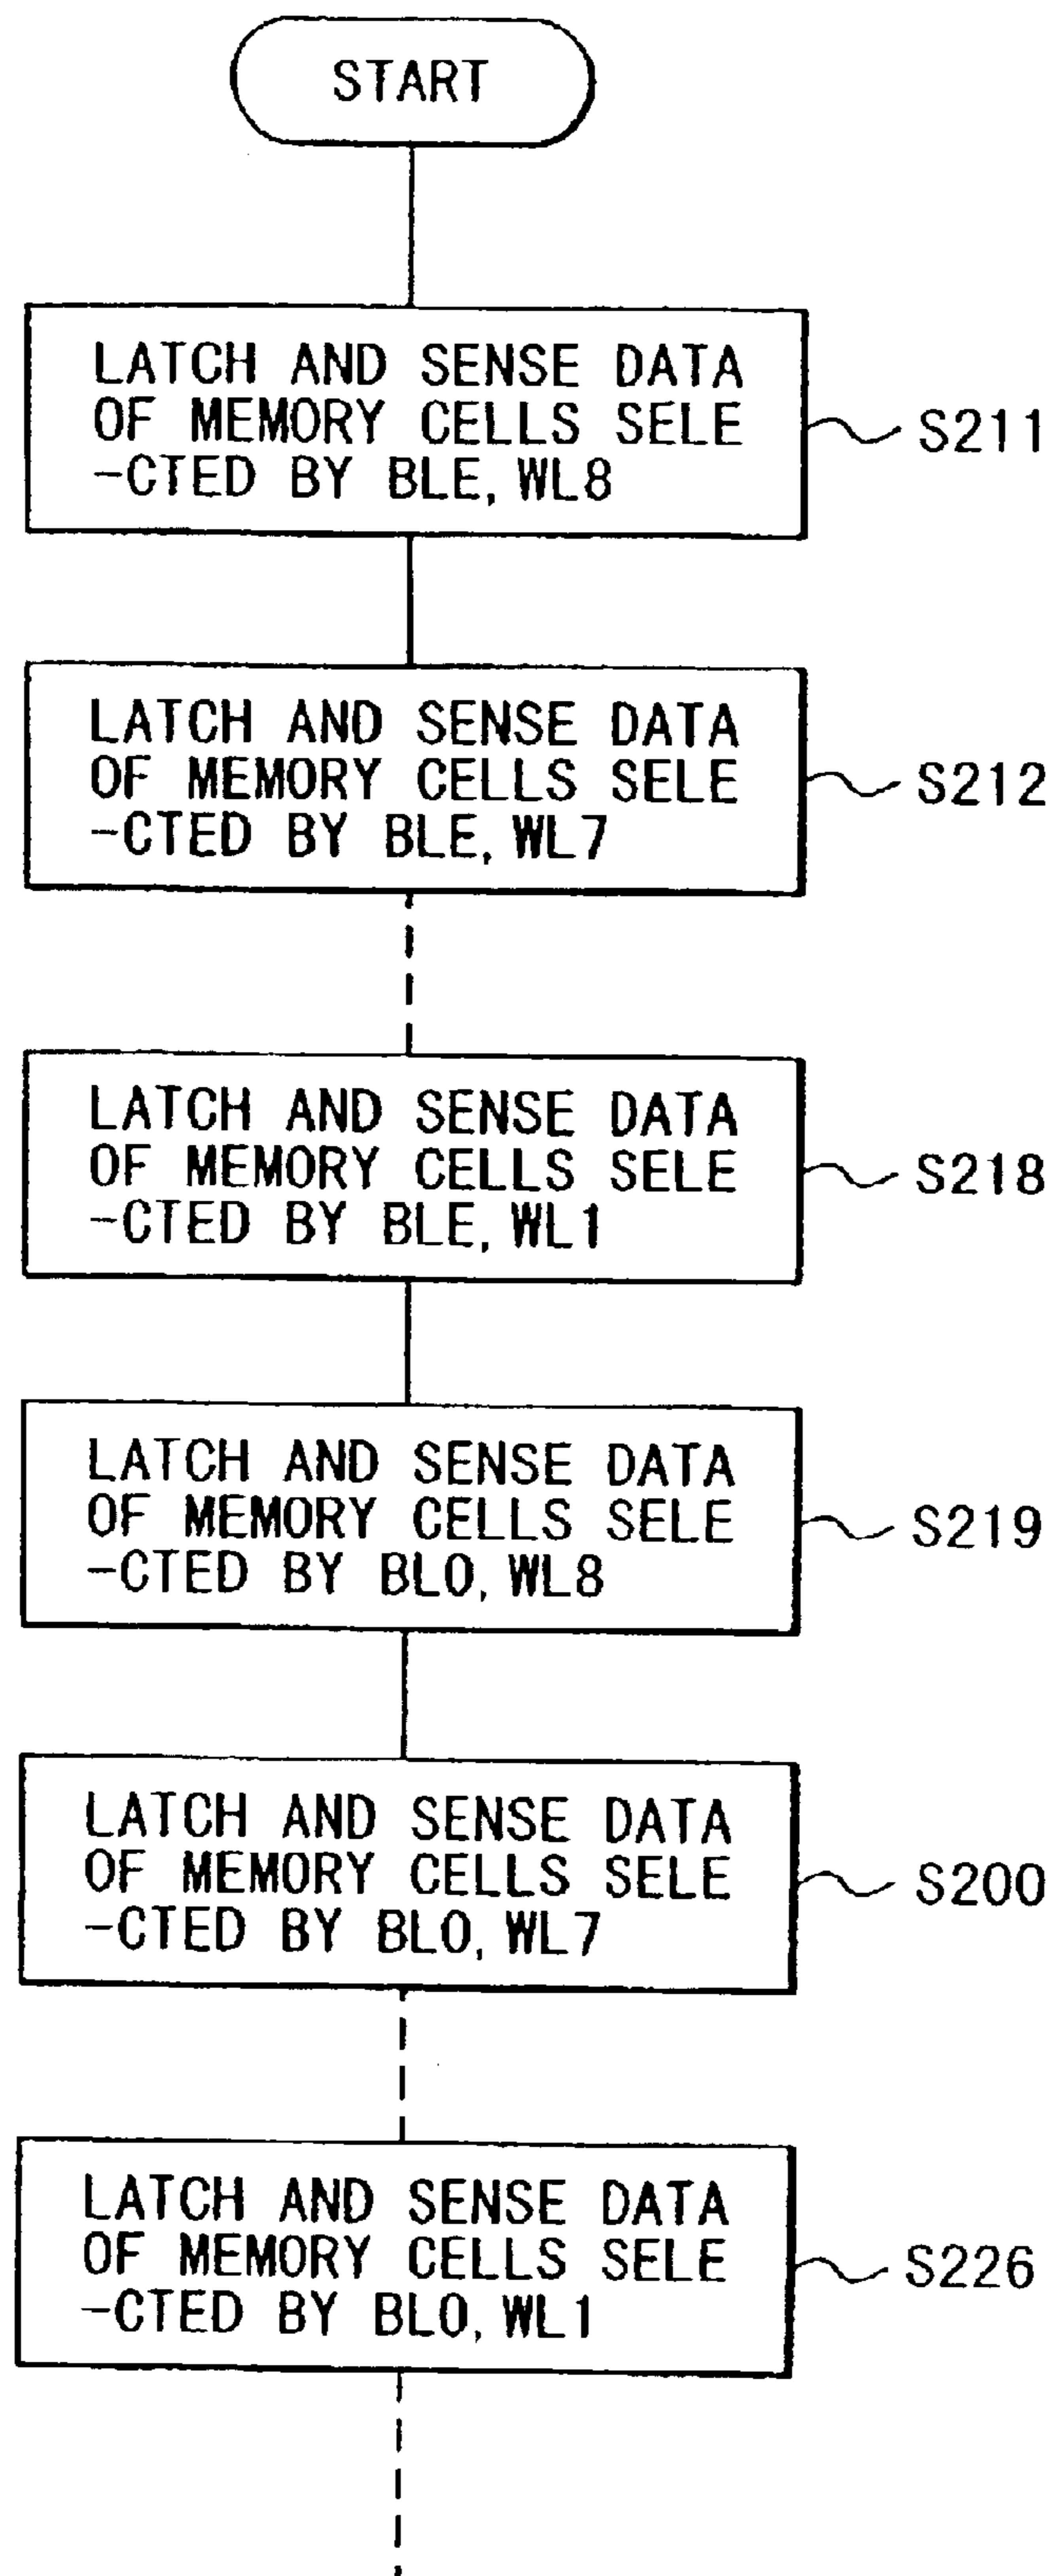 START
LATCH AND SENSE DATA
OF MEMORY CELLS SELE
-CTED BY BLE, WL8
S211
LATCH AND SENSE DATA
OF MEMORY CELLS SELE
-CTED BY BLE, WL7
S212
LATCH AND SENSE DATA
OF MEMORY CELLS SELE
-CTED BY BLE, WL1
S218
LATCH AND SENSE DATA
OF MEMORY CELLS SELE
-CTED BY BLO, WL8
S219
LATCH AND SENSE DATA
OF MEMORY CELLS SELE
-CTED BY BLO, WL7
S200
LATCH AND SENSE DATA
OF MEMORY CELLS SELE
-CTED BY BLO, WL1
S226